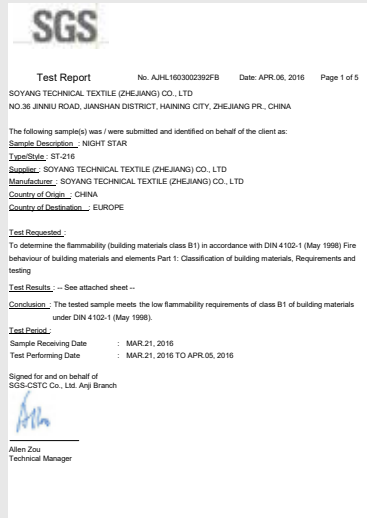 SGS
Test Report No. AJHL1603002392FB Date: APR.06, 2016 Page 1 of 5
SOYANG TECHNICAL TEXTILE (ZHEJIANG) CO., LTD
NO.36 JINNIU ROAD, JIANSHAN DISTRICT, HAINING CITY, ZHEJIANG PR., CHINA
The following sample(s) was / were submitted and identified on behalf of the client as:
Sample Description : NIGHT STAR
Type/Style : ST-216
Supplier : SOYANG TECHNICAL TEXTILE (ZHEJIANG) CO., LTD
Manufacturer : SOYANG TECHNICAL TEXTILE (ZHEJIANG) CO., LTD
Country of Origin : CHINA
Country of Destination : EUROPE
Test Requested :
To determine the flammability (building materials class B1) in accordance with DIN 4102-1 (May 1998) Fire
behaviour of building materials and elements Part 1: Classification of building materials, Requirements and
testing
Test Results : -- See attached sheet --
Conclusion : The tested sample meets the low flammability requirements of class B1 of building materials
under DIN 4102-1 (May 1998).
Test Period :
Sample Receiving Date : MAR.21, 2016
Test Performing Date : MAR.21, 2016 TO APR.05, 2016
Signed for and on behalf of
SGS-CSTC Co., Ltd. Anji Branch
Allen Zou
Technical Manager